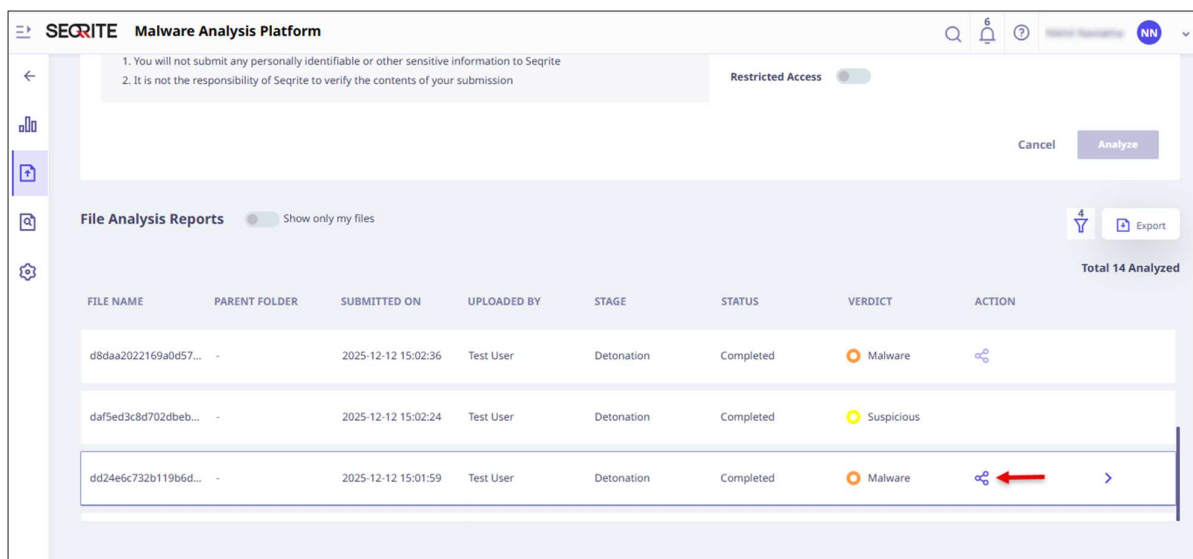 SEQRITE Malware Analysis Platform
6
NN
1. You will not submit any personally identifiable or other sensitive information to Seqrite
2. It is not the responsibility of Seqrite to verify the contents of your submission
Restricted Access
Cancel
Analyze
File Analysis Reports
Show only my files
4
Export
Total 14 Analyzed
FILE NAME PARENT FOLDER SUBMITTED ON UPLOADED BY STAGE STATUS VERDICT ACTION
d8daa2022169a0d57... - 2025-12-12 15:02:36 Test User Detonation Completed Malware
daf5ed3c8d702dbeb... - 2025-12-12 15:02:24 Test User Detonation Completed Suspicious
dd24e6c732b119b6d... - 2025-12-12 15:01:59 Test User Detonation Completed Malware